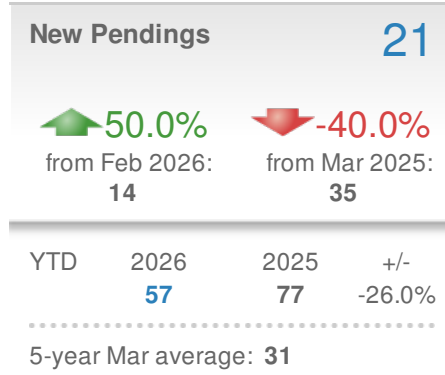 New Pendings 21
50.0% -40.0%
from Feb 2026: from Mar 2025:
14 35
YTD 2026 2025 +/-
57 77 -26.0%
5-year Mar average: 31